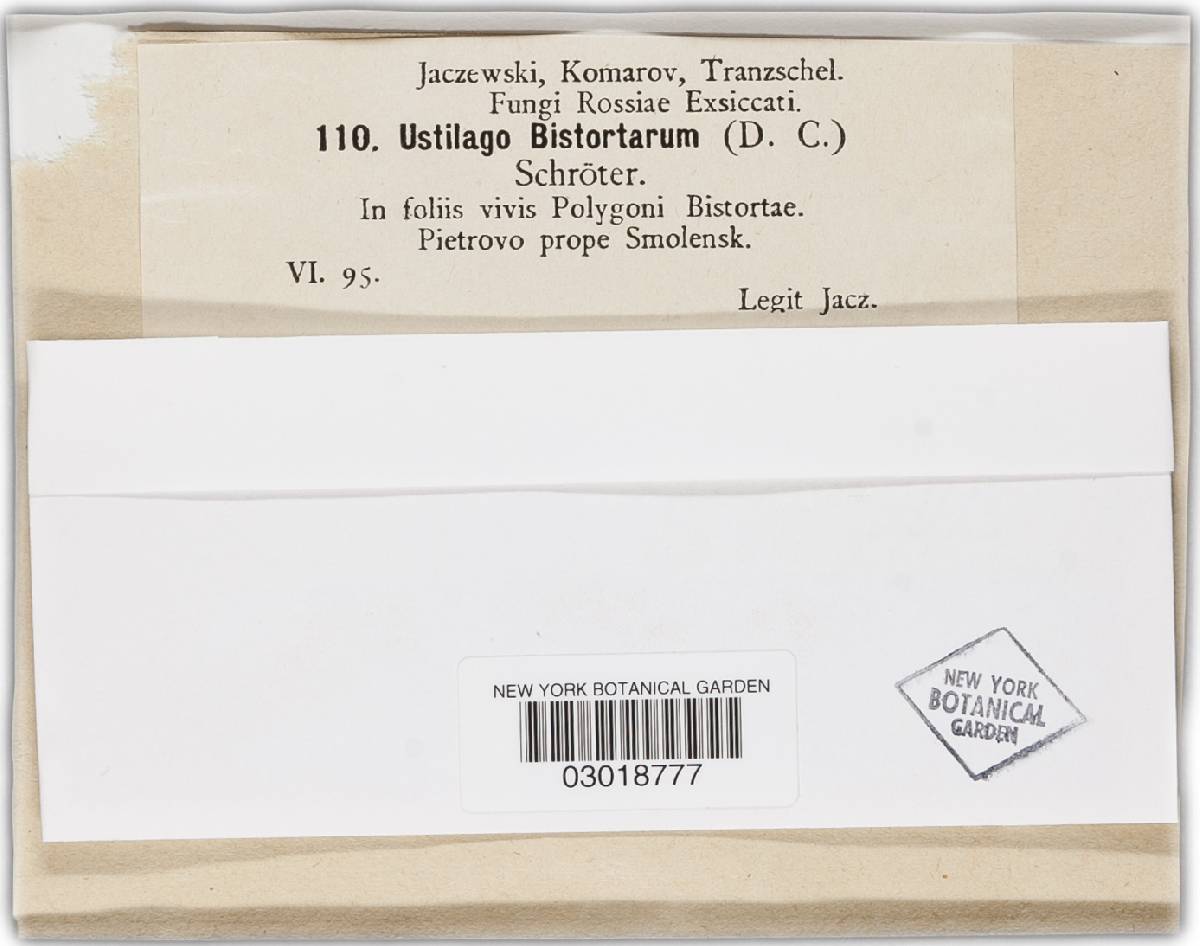 Jaczewski, Komarov, Tranzschel.
Fungi Rossiae Exsiccati.
110. Ustilago Bistortarum (D. C.)
Schröter.
In foliis vivis Polygoni Bistortae.
Pietrovo prope Smolensk.
VI. 95.
Legit Jacz.
NEW YORK BOTANICAL GARDEN
03018777
NEW YORK
BOTANICAL
GARDEN